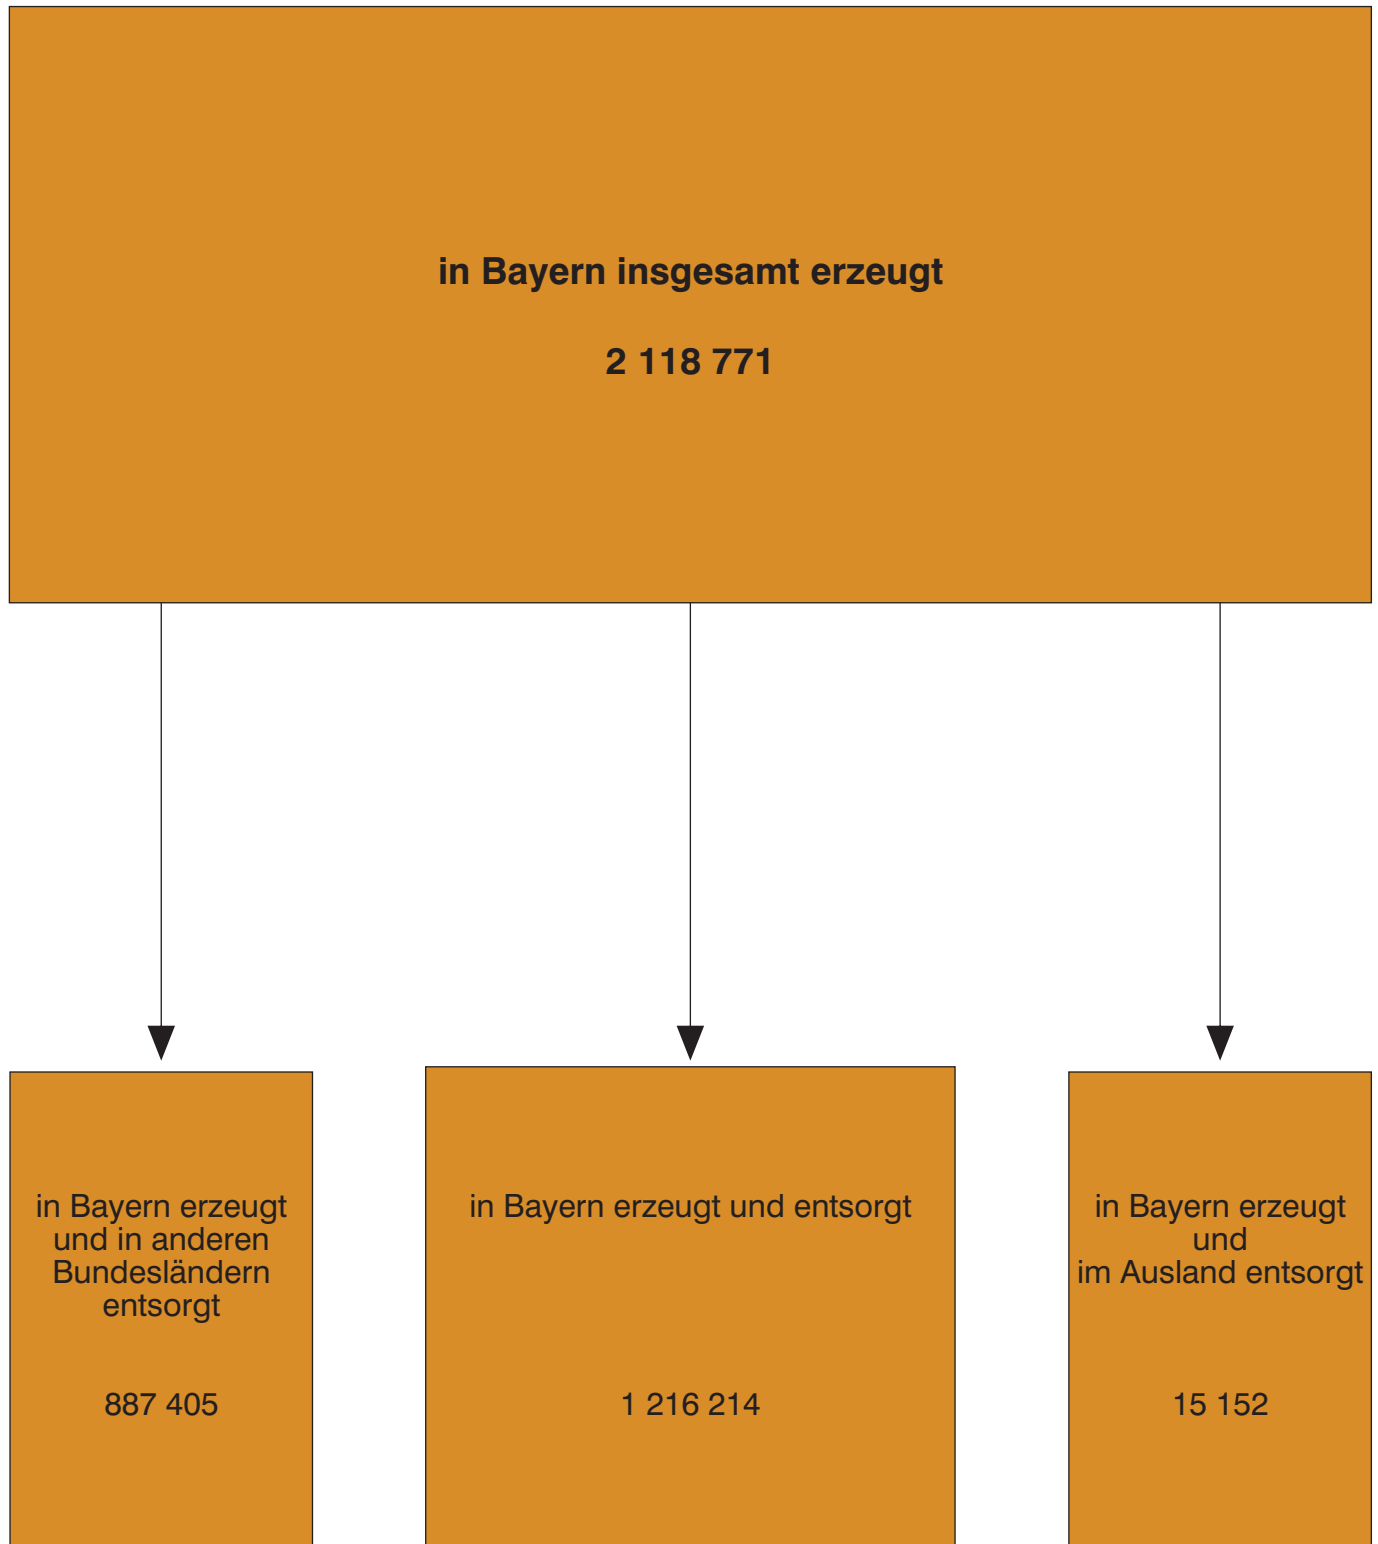 in Bayern insgesamt erzeugt
2 118 771
in Bayern erzeugt
und in anderen
Bundesländern
entsorgt
887 405
in Bayern erzeugt und entsorgt
1 216 214
in Bayern erzeugt
und
im Ausland entsorgt
15 152